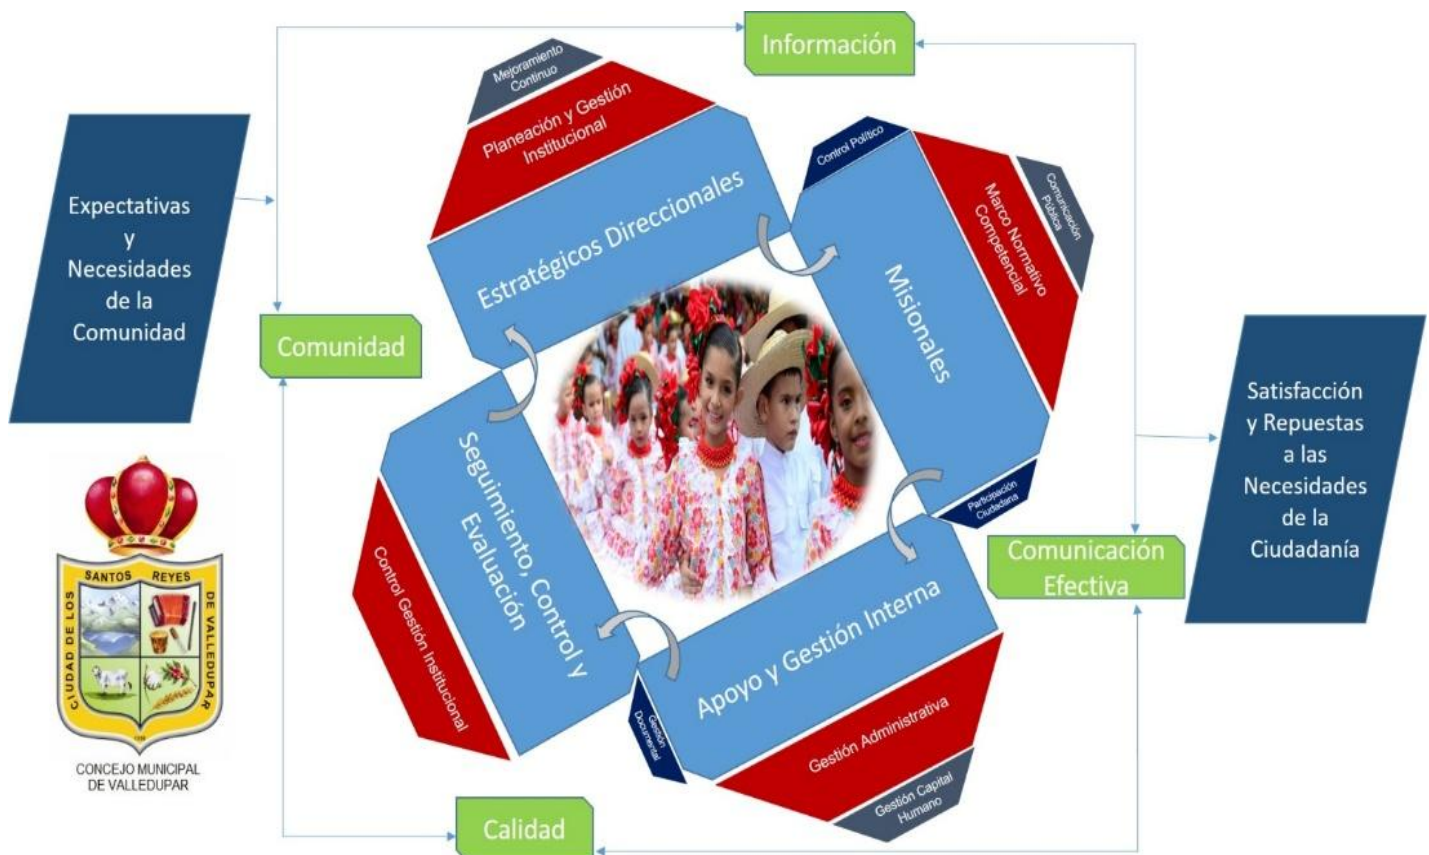 Información
Mejoramiento
Continuo
Planeación y Gestión
Institucional
Estratégicos Direccionales
Control Político
Marco Normativo
Competencial
Comunicación
Pública
Misionales
Participación
Ciudadana
Expectativas
y
Necesidades
de la
Comunidad
Comunidad
Seguimiento, Control y
Evaluación
Control Gestión Institucional
Apoyo y Gestión Interna
Gestión
Documental
Gestión Administrativa
Gestión Capital
Humano
Comunicación
Efectiva
Satisfacción
y Repuestas
a las
Necesidades
de la
Ciudadanía
CIUDAD DE LOS SANTOS REYES DE VALLEDUPAR
CONCEJO MUNICIPAL
DE VALLEDUPAR
Calidad